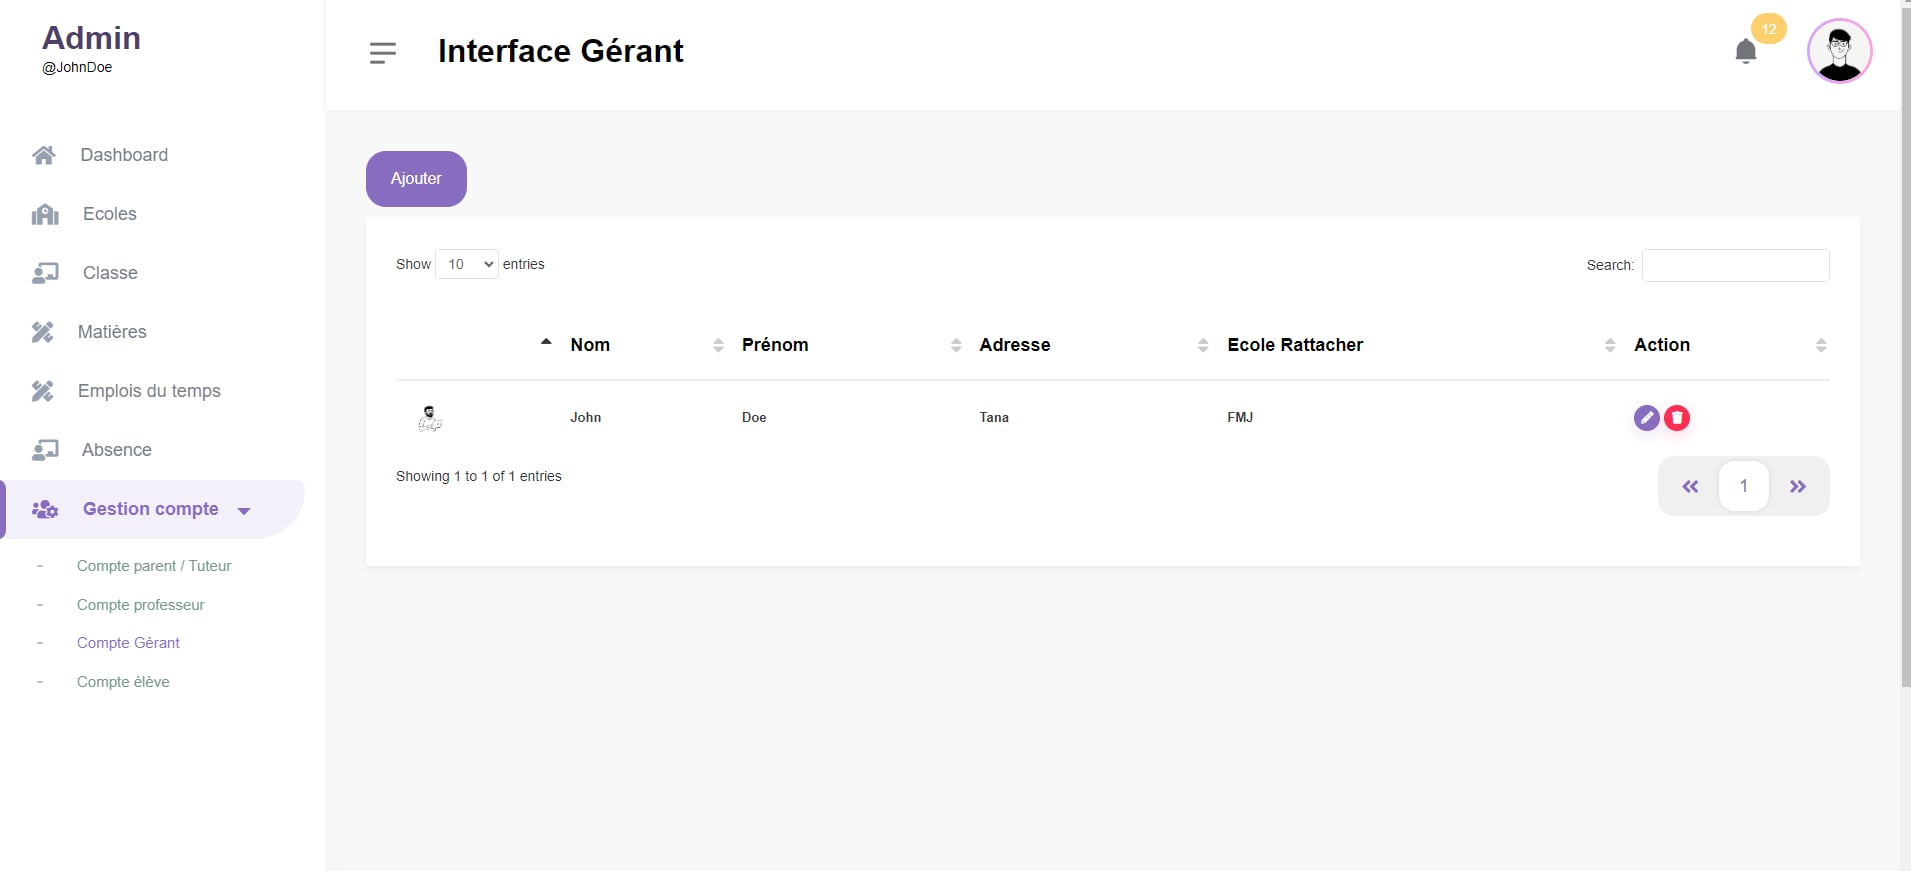 Admin
@JohnDoe
Interface Gérant
12
Dashboard
Ecoles
Classe
Matières
Emplois du temps
Absence
Gestion compte
- Compte parent / Tuteur
- Compte professeur
- Compte Gérant
- Compte élève
Ajouter
Show 10 entries
Search:
Nom Prénom Adresse Ecole Rattacher Action
John Doe Tana FMJ
Showing 1 to 1 of 1 entries
« 1 »